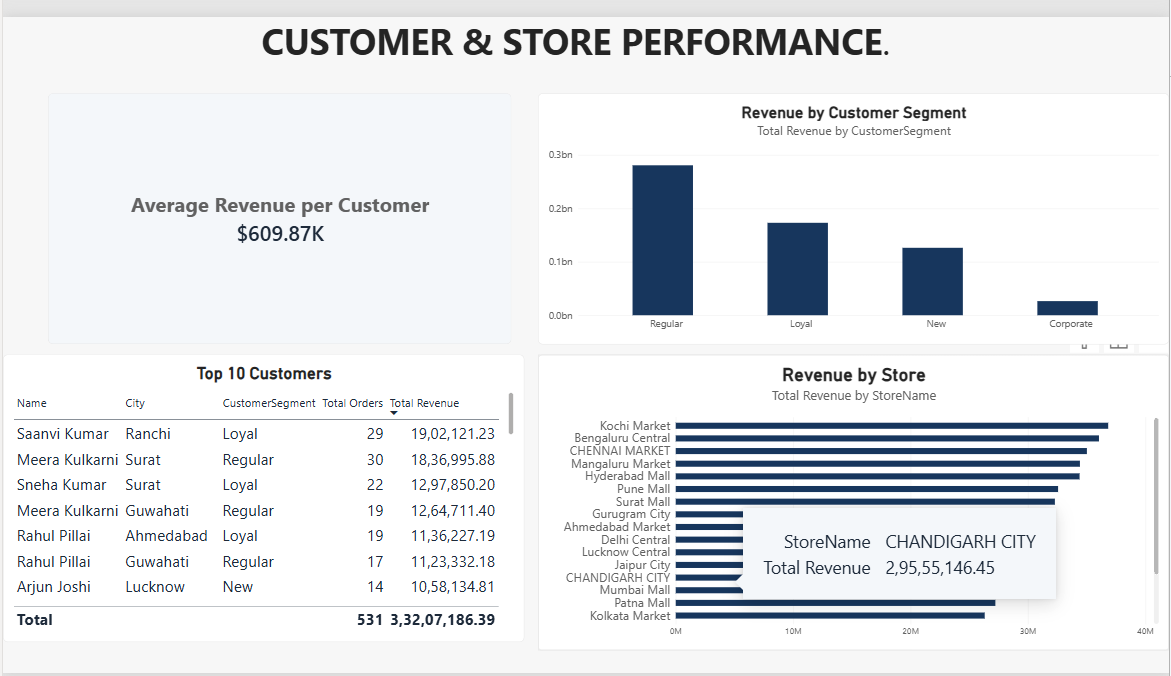 CUSTOMER & STORE PERFORMANCE.
Average Revenue per Customer
$609.87K
Revenue by Customer Segment
Total Revenue by CustomerSegment
0.3bn
0.2bn
0.1bn
0.0bn
Regular Loyal New Corporate
Top 10 Customers
Name City CustomerSegment Total Orders Total Revenue
Saanvi Kumar Ranchi Loyal 29 19,02,121.23
Meera Kulkarni Surat Regular 30 18,36,995.88
Sneha Kumar Surat Loyal 22 12,97,850.20
Meera Kulkarni Guwahati Regular 19 12,64,711.40
Rahul Pillai Ahmedabad Loyal 19 11,36,227.19
Rahul Pillai Guwahati Regular 17 11,23,332.18
Arjun Joshi Lucknow New 14 10,58,134.81
Total 531 3,32,07,186.39
Revenue by Store
Total Revenue by StoreName
Kochi Market
Bengaluru Central
CHENNAI MARKET
Mangaluru Market
Hyderabad Mall
Pune Mall
Surat Mall
Gurugram City
Ahmedabad Market
Delhi Central
Lucknow Central
Jaipur City
CHANDIGARH CITY
Mumbai Mall
Patna Mall
Kolkata Market
0M 10M 20M 30M 40M
StoreName CHANDIGARH CITY
Total Revenue 2,95,55,146.45